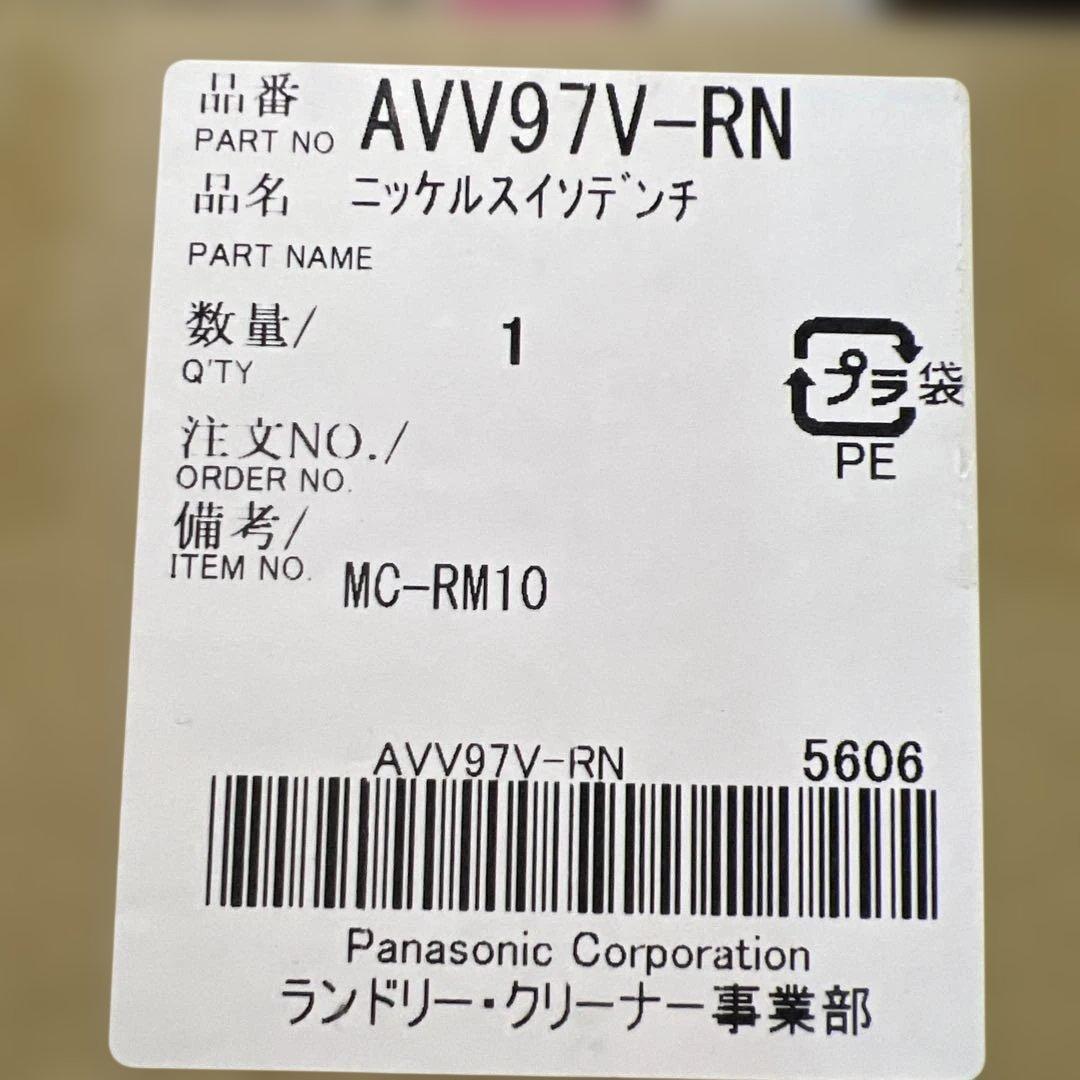 品番 AVV97V-RN
PART NO
品名 ニッケルスイソデンチ
PART NAME
数量/ 1
Q'TY
プラ 袋
PE
注文NO./
ORDER NO.
備考/
ITEM NO. MC-RM10
AVV97V-RN 5606
Panasonic Corporation
ランドリー・クリーナー事業部